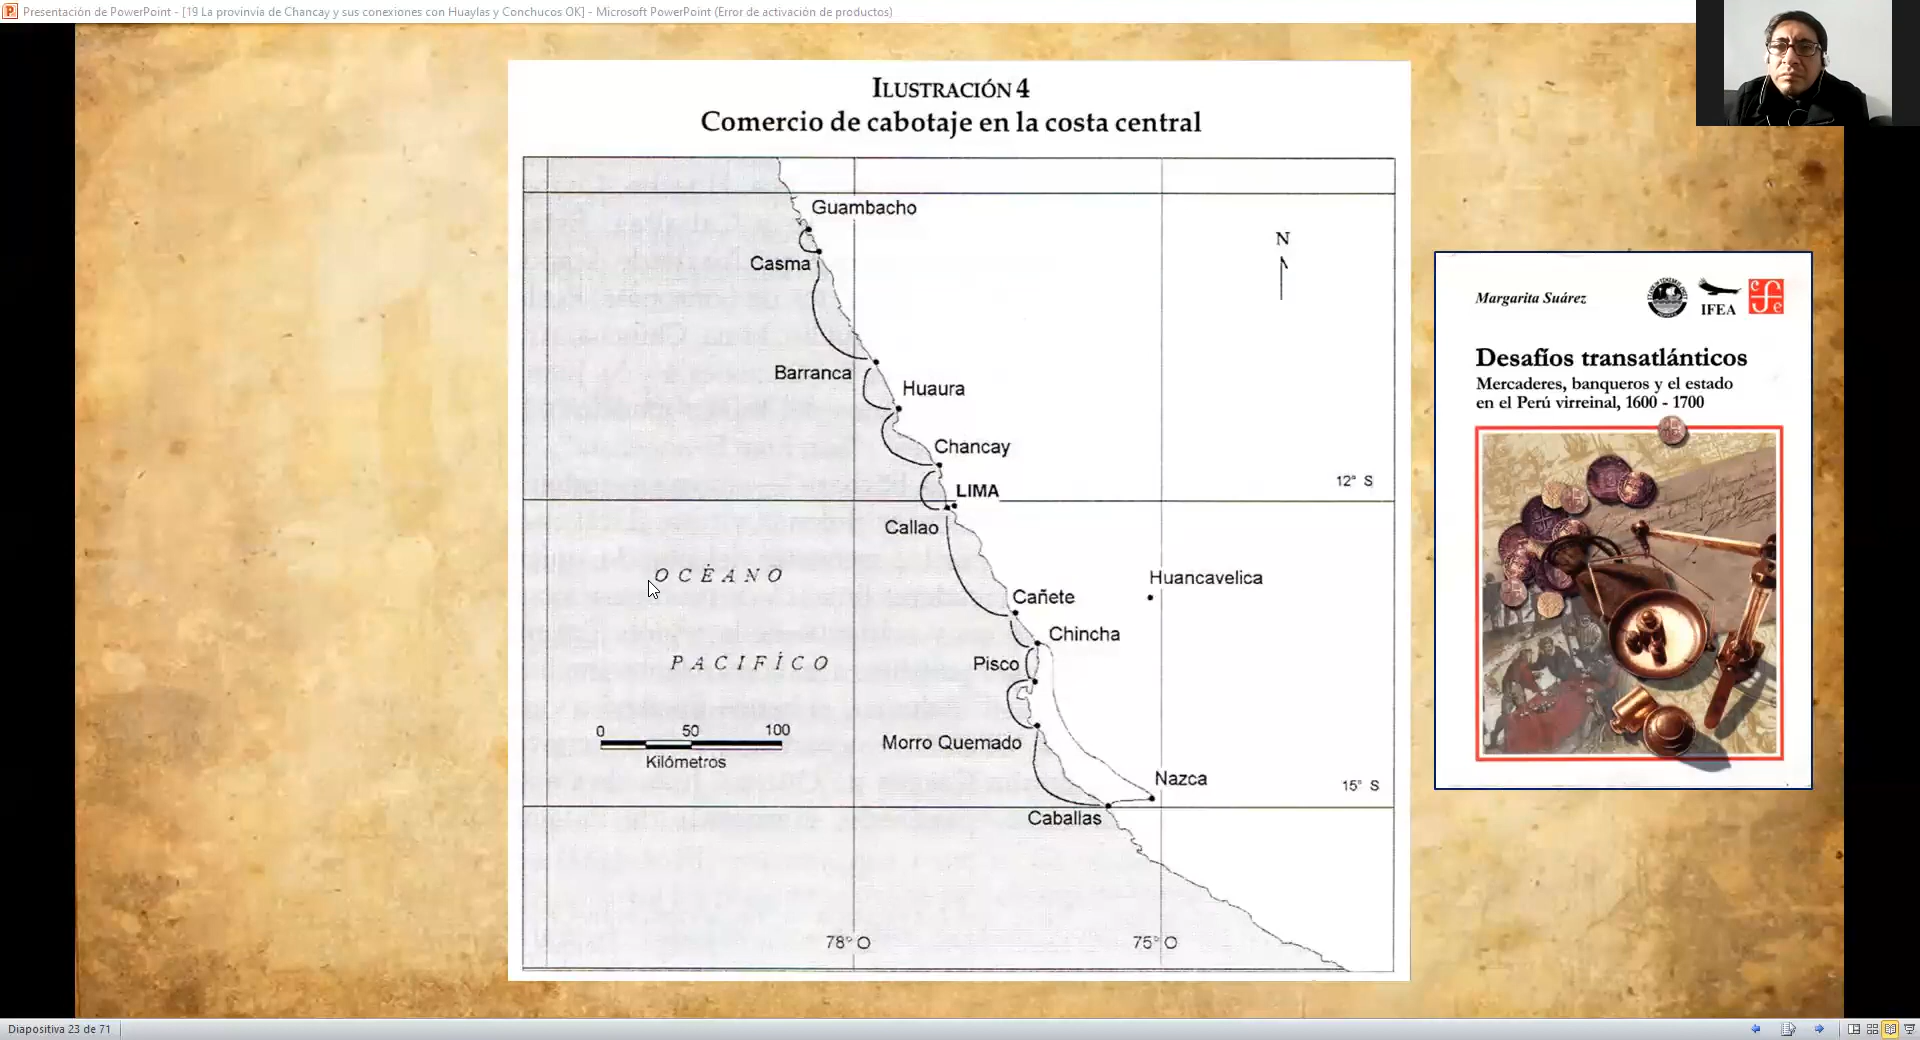 Presentación de PowerPoint - [19 La provinvía de Chancay y sus conexiones con Huaylas y Conchucos OK] - Microsoft PowerPoint (Error de activación de productos)
ILUSTRACIÓN 4
Comercio de cabotaje en la costa central
Guambacho
N
Casma
Barranca
Huaura
Chancay
12° S
LIMA
Callao
OCÉANO
Huancavelica
Cañete
Chincha
PACIFÍCO
Pisco
0 50 100
Kilómetros
Morro Quemado
Nazca
15° S
Caballas
78° O
75° O
Margarita Suárez
IFEA
Desafíos transatlánticos
Mercaderes, banqueros y el estado
en el Perú virreinal, 1600 - 1700
Diapositiva 23 de 71